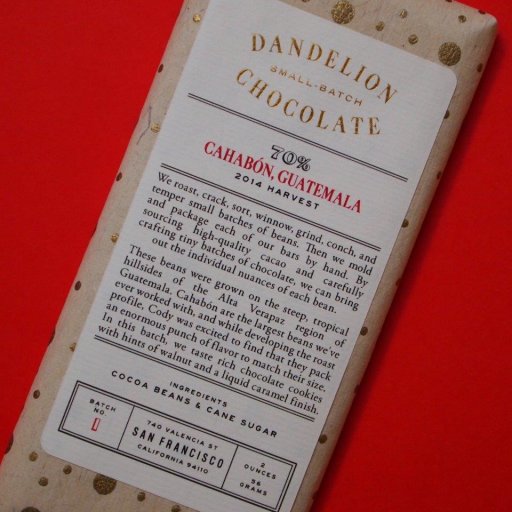 DANDELION
SMALL-BATCH
CHOCOLATE
70%
CAHABÓN, GUATEMALA
2014 HARVEST
We roast, crack, sort, winnow, grind, conch, and
temper small batches of beans. Then we mold
and package each of our bars by hand. By
sourcing high-quality cacao and carefully
crafting tiny batches of chocolate, we can bring
out the individual nuances of each bean.
These beans were grown on the steep, tropical
hillsides of the Alta Verapaz region of
Guatemala. Cahabón are the largest beans we've
ever worked with, and while developing the roast
profile, Cody was excited to find that they pack
an enormous punch of flavor to match their size.
In this batch, we taste rich chocolate cookies
with hints of walnut and a liquid caramel finish.
INGREDIENTS
COCOA BEANS & CANE SUGAR
BATCH
NO.
1
740 VALENCIA ST
SAN FRANCISCO
CALIFORNIA 94110
2
OUNCES
56
GRAMS